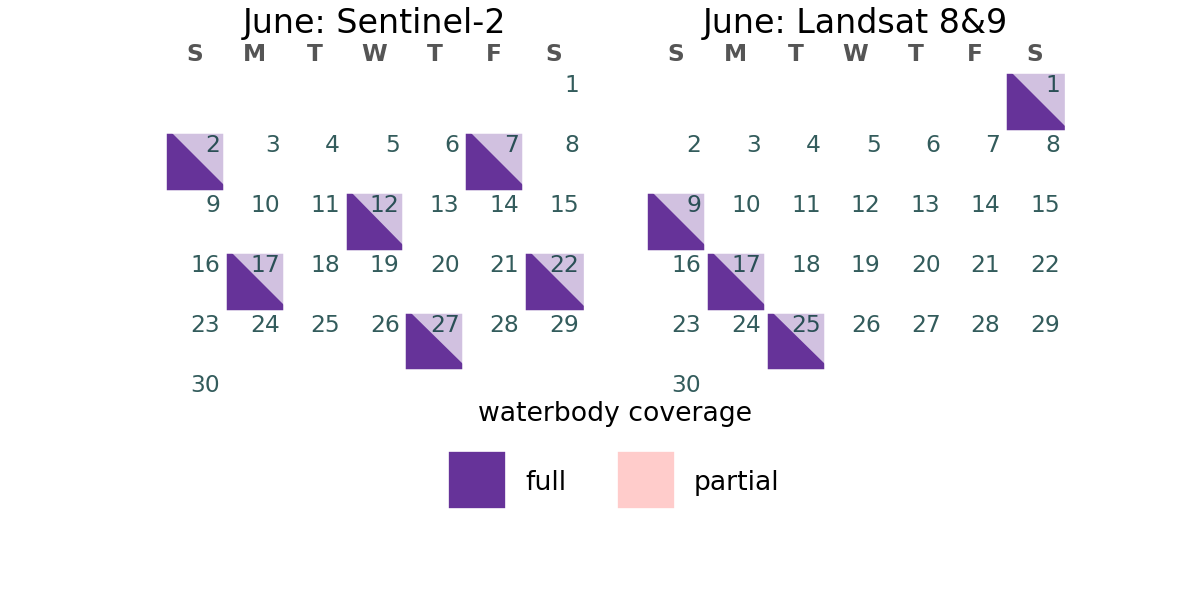 June: Sentinel-2
S M T W T F S
1
2 3 4 5 6 7 8
9 10 11 12 13 14 15
16 17 18 19 20 21 22
23 24 25 26 27 28 29
30
June: Landsat 8&9
S M T W T F S
1
2 3 4 5 6 7 8
9 10 11 12 13 14 15
16 17 18 19 20 21 22
23 24 25 26 27 28 29
30
waterbody coverage
full partial